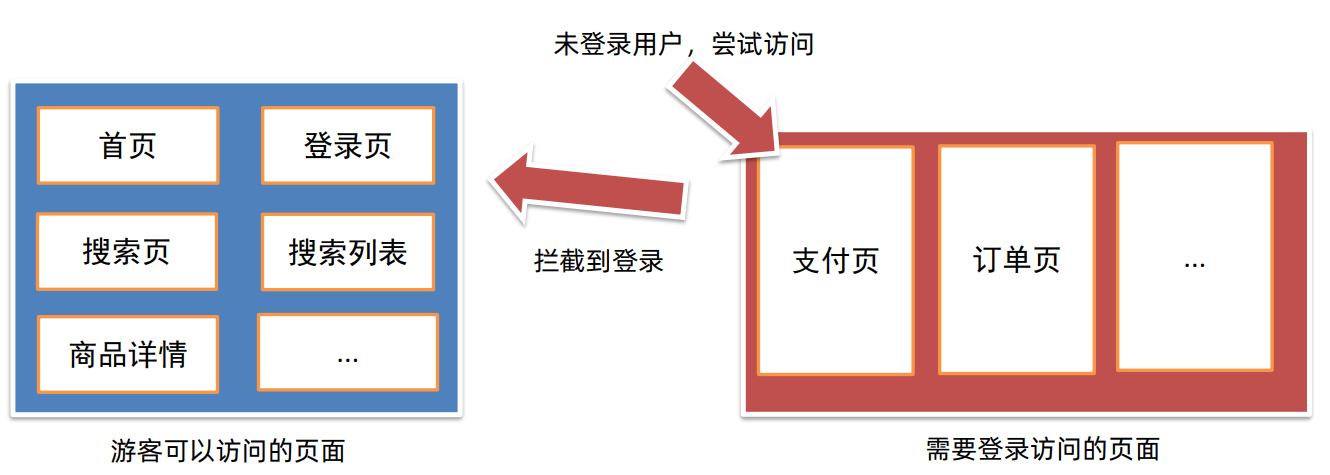 未登录用户，尝试访问
首页
登录页
搜索页
搜索列表
商品详情
...
拦截到登录
支付页
订单页
...
游客可以访问的页面
需要登录访问的页面